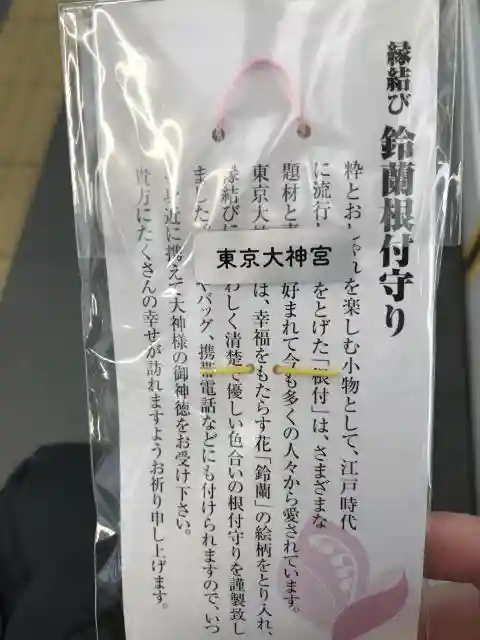 縁結び 鈴蘭根付守り
粋とおしゃれを楽しむ小物として、江戸時代
に流行し をとげた「根付」は、さまざまな
題材と 好まれて今も多くの人々から愛されています。
東京大 は、幸福をもたらす花「鈴蘭」の絵柄をとり入れ、
縁結びに わしく清楚で優しい色合いの根付守りを謹製致し
ました。 やバッグ、携帯電話などにも付けられますので、いつ
身近に携えて大神様の御神徳をお受け下さい。
貴方にたくさんの幸せが訪れますようお祈り申し上げます。
東京大神宮